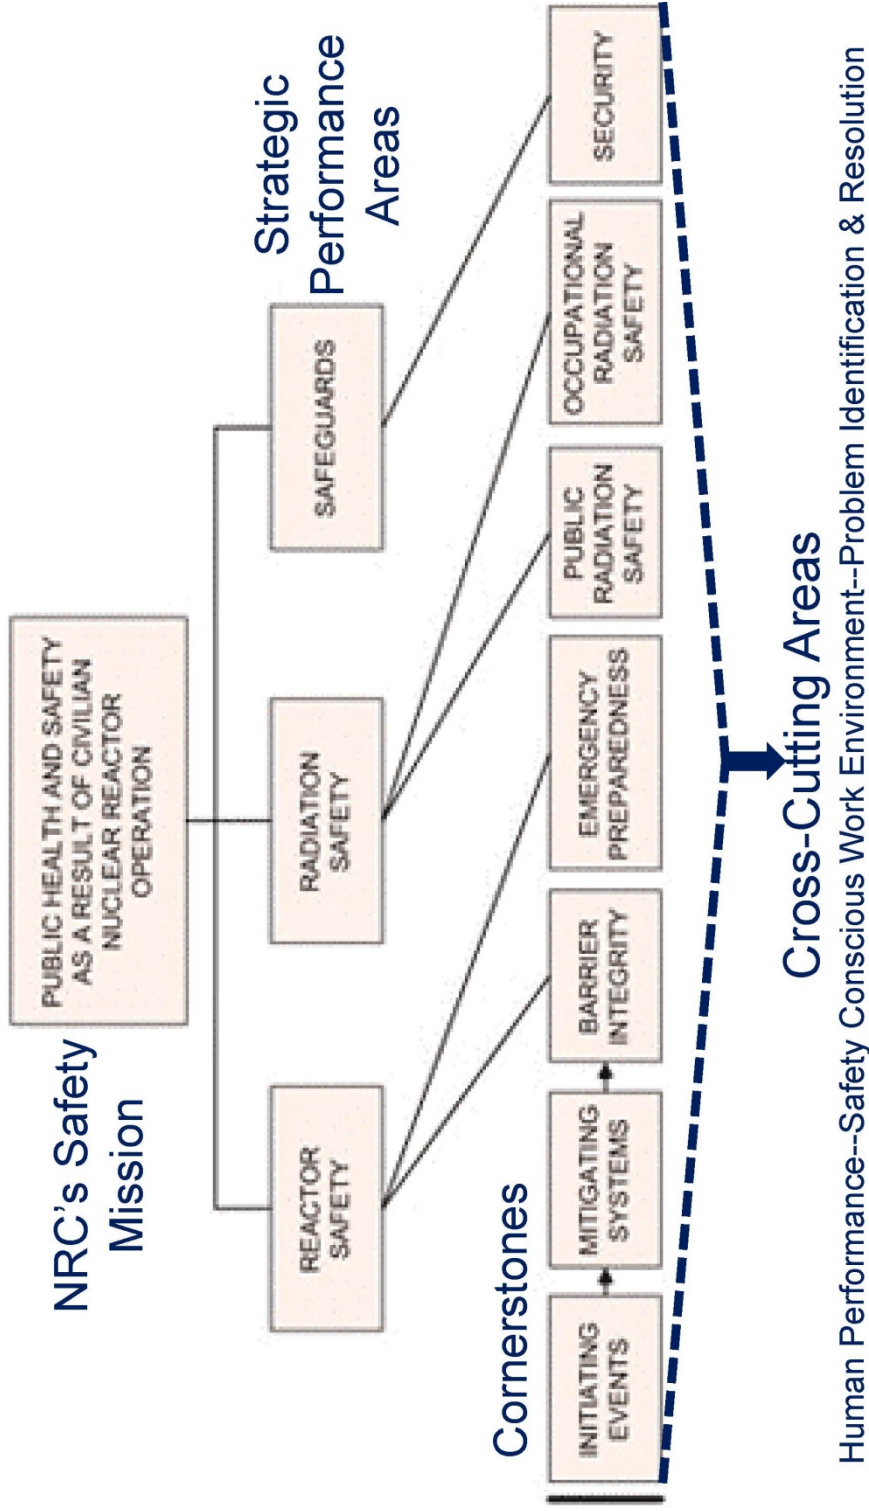 NRC's Safety
Mission
PUBLIC HEALTH AND SAFETY
AS A RESULT OF CIVILIAN
NUCLEAR REACTOR
OPERATION
Strategic
Performance
Areas
REACTOR
SAFETY
RADIATION
SAFETY
SAFEGUARDS
Cornerstones
INITIATING
EVENTS
MITIGATING
SYSTEMS
BARRIER
INTEGRITY
EMERGENCY
PREPAREDNESS
PUBLIC
RADIATION
SAFETY
OCCUPATIONAL
RADIATION
SAFETY
SECURITY
Cross-Cutting Areas
Human Performance--Safety Conscious Work Environment--Problem Identification & Resolution